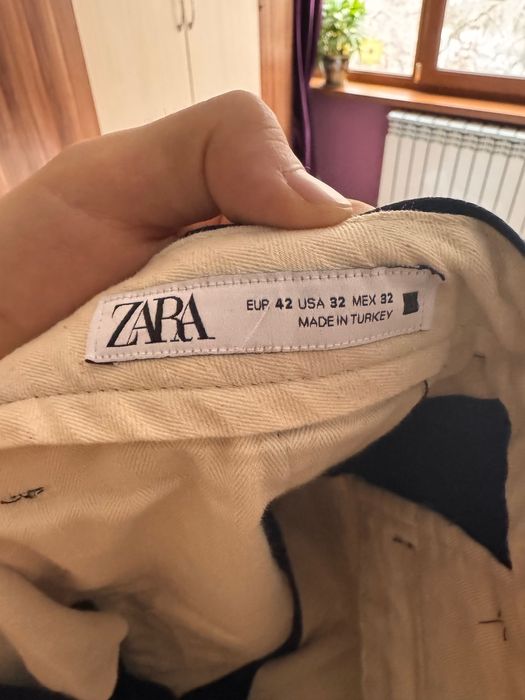 ZARA
EUR 42 USA 32 MEX 32
MADE IN TURKEY